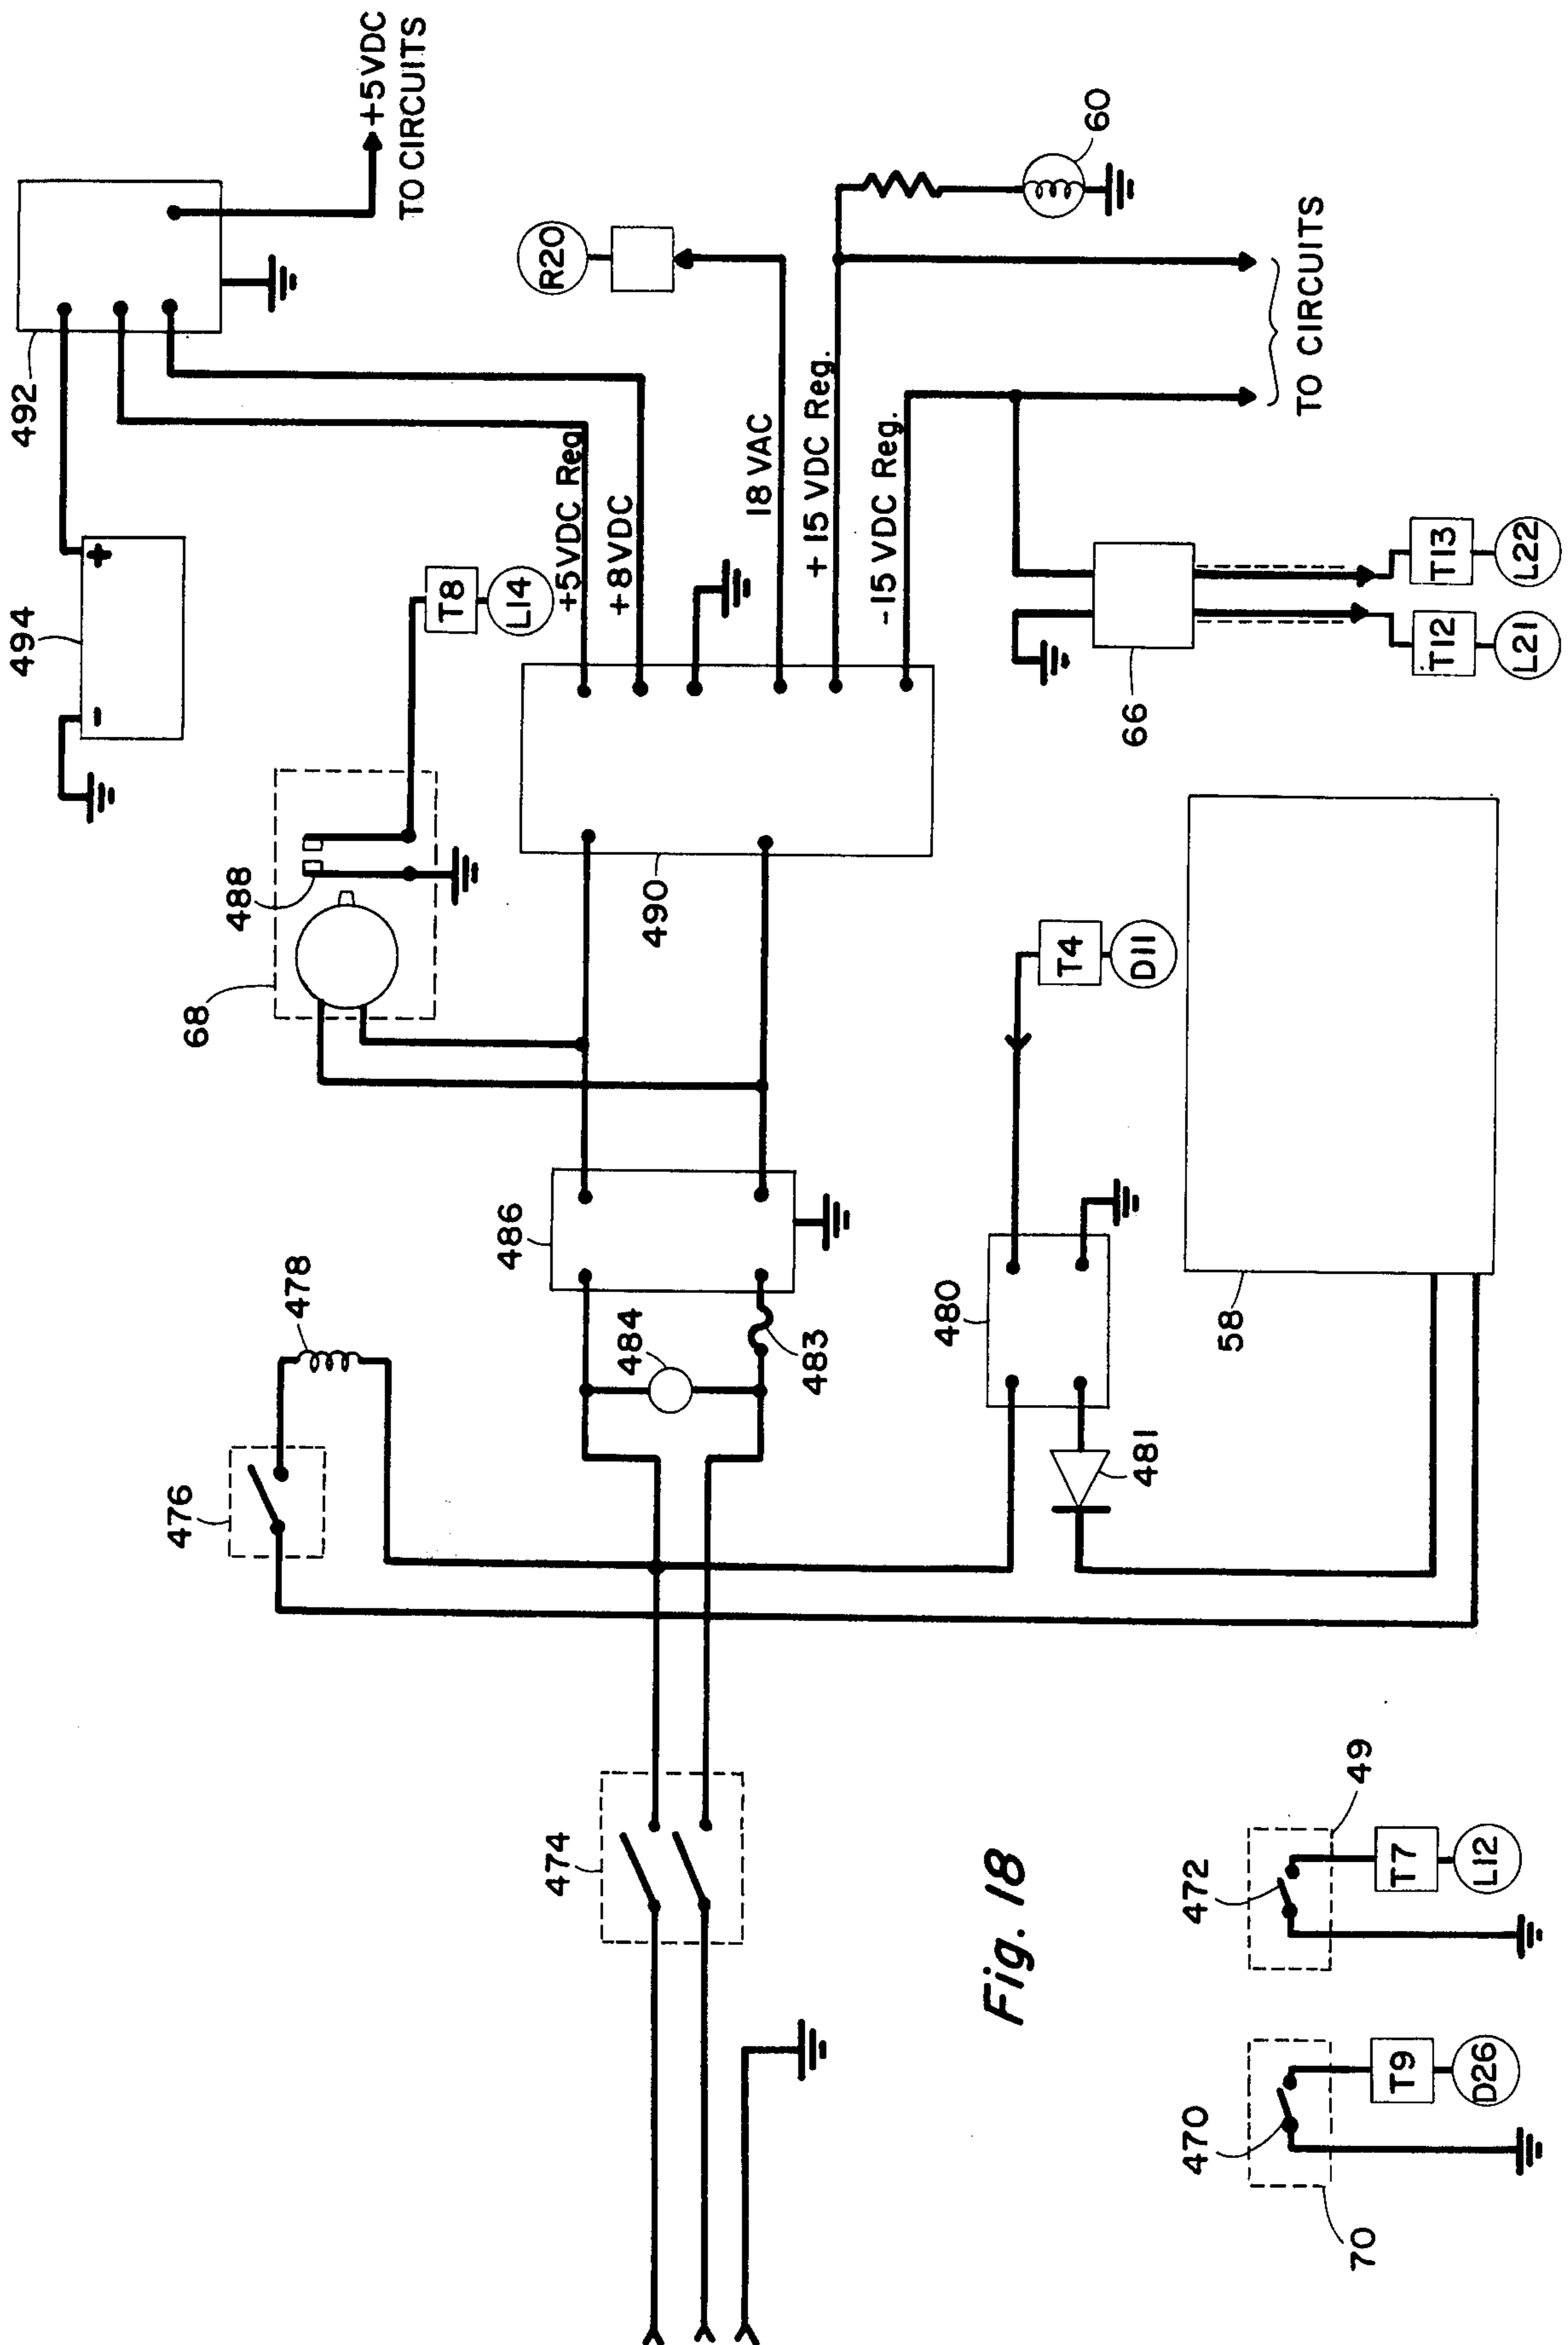 +5VDC
TO CIRCUITS
492
494
R20
60
+5VDC Reg.
+8VDC
18 VAC
+15 VDC Reg.
-15 VDC Reg.
TO CIRCUITS
T8
L14
488
68
490
66
T13
L22
T12
L21
T4
D11
478
476
486
484
483
480
481
58
474
Fig. 18
472
49
T7
L12
470
70
T9
D26